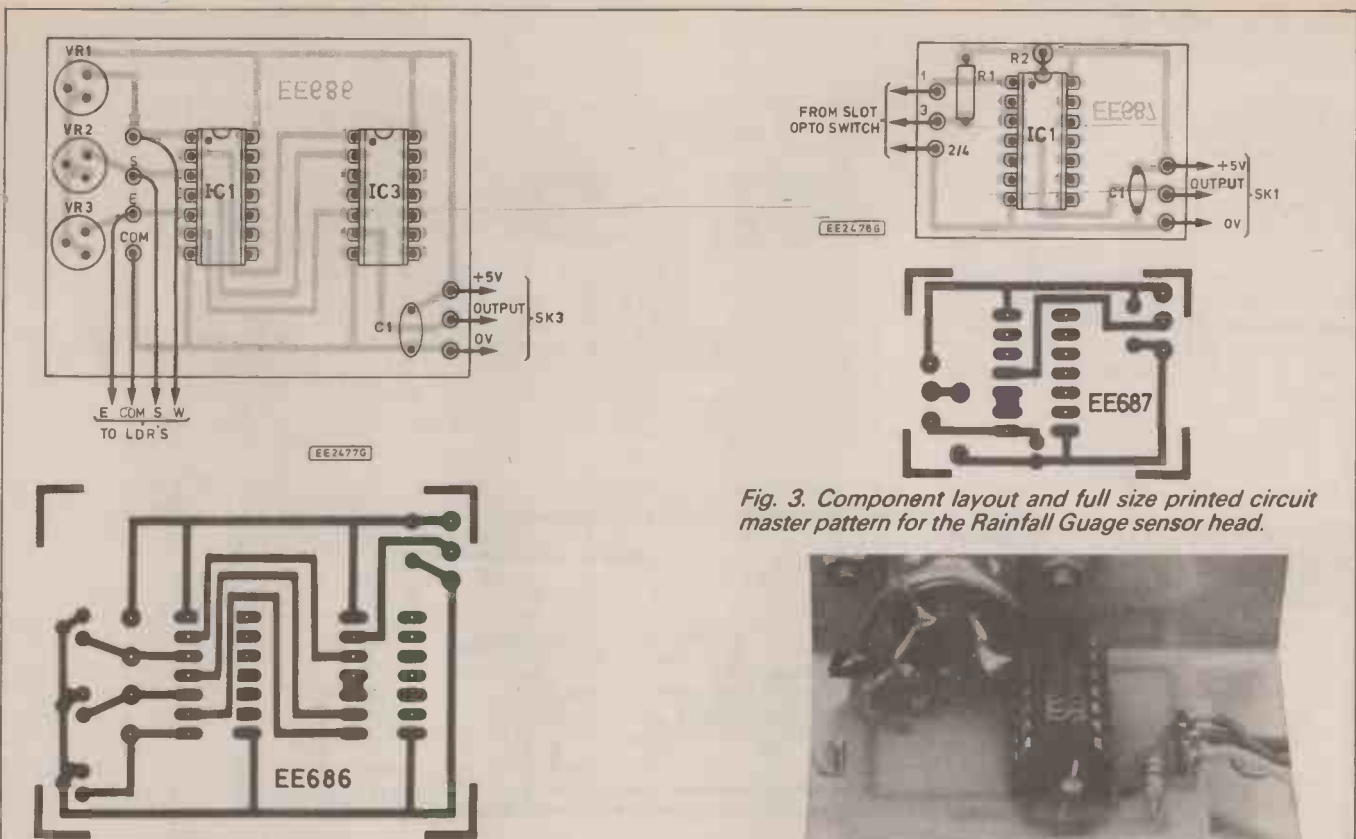 VR1
EE686
VR2
S
IC1
IC3
VR3
E
COM
+5V
OUTPUT
SK3
C1
0V
E COM S W
TO LDR'S
EE2477G
EE686
R2
1
R1
FROM SLOT
OPTO SWITCH
3
IC1
EE687
2/4
+5V
C1
OUTPUT
SK1
0V
EE2478G
EE687
Fig. 3. Component layout and full size printed circuit
master pattern for the Rainfall Guage sensor head.